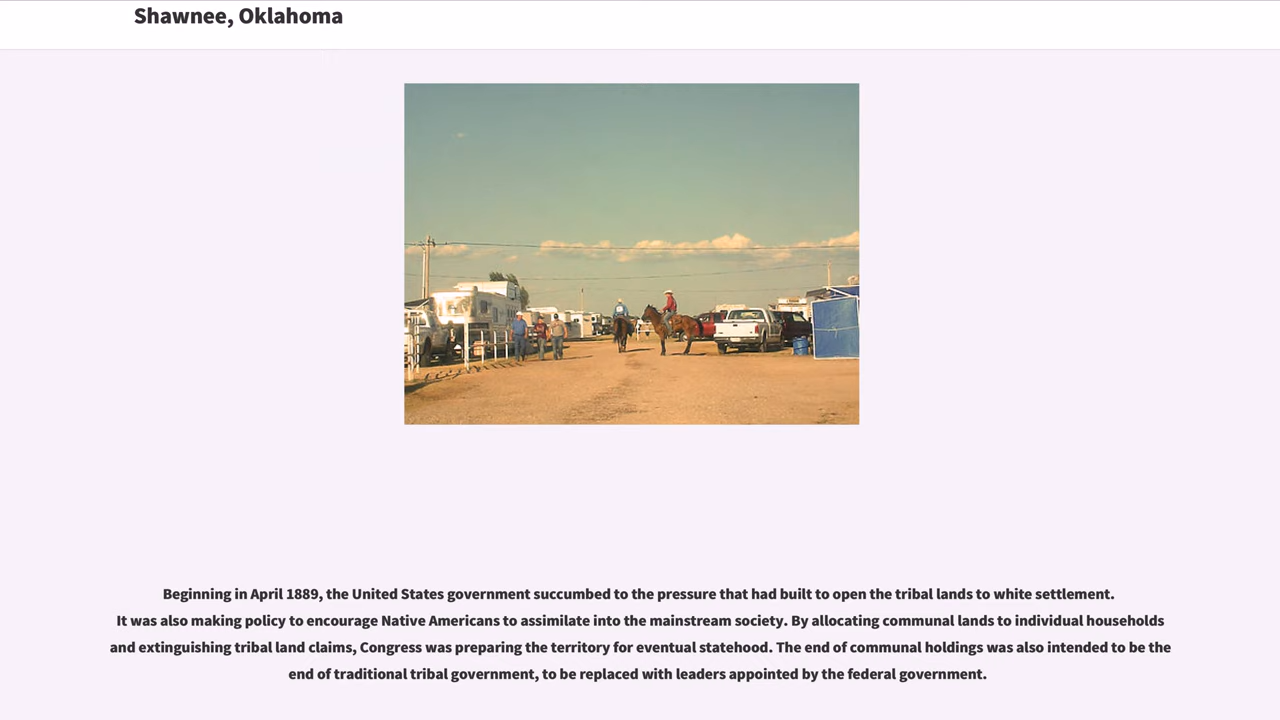 Shawnee, Oklahoma
Beginning in April 1889, the United States government succumbed to the pressure that had built to open the tribal lands to white settlement.
It was also making policy to encourage Native Americans to assimilate into the mainstream society. By allocating communal lands to individual households
and extinguishing tribal land claims, Congress was preparing the territory for eventual statehood. The end of communal holdings was also intended to be the
end of traditional tribal government, to be replaced with leaders appointed by the federal government.